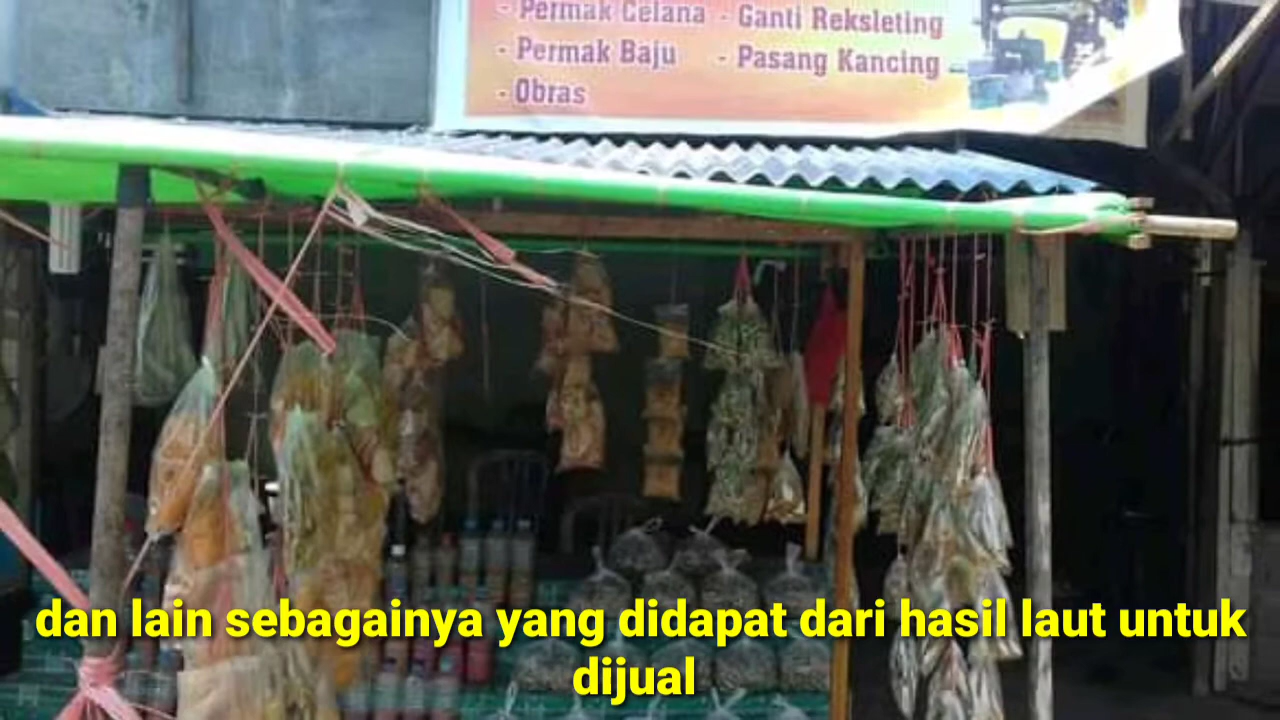 - Permak Celana - Ganti Reksleting
- Permak Baju - Pasang Kancing
- Obras
dan lain sebagainya yang didapat dari hasil laut untuk
dijual